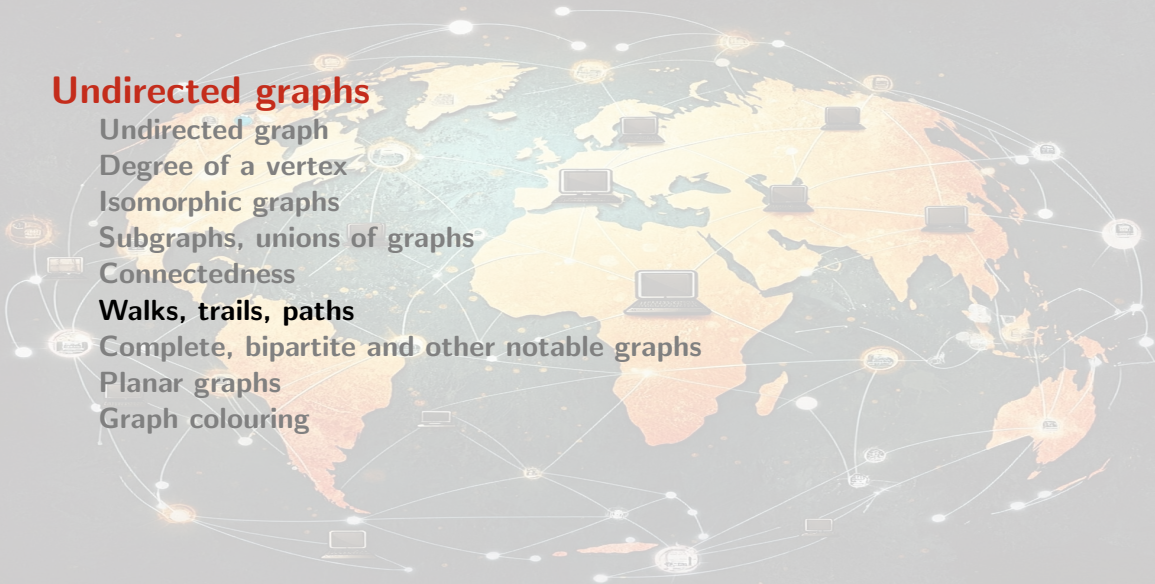 Undirected graphs
Undirected graph
Degree of a vertex
Isomorphic graphs
Subgraphs, unions of graphs
Connectedness
Walks, trails, paths
Complete, bipartite and other notable graphs
Planar graphs
Graph colouring